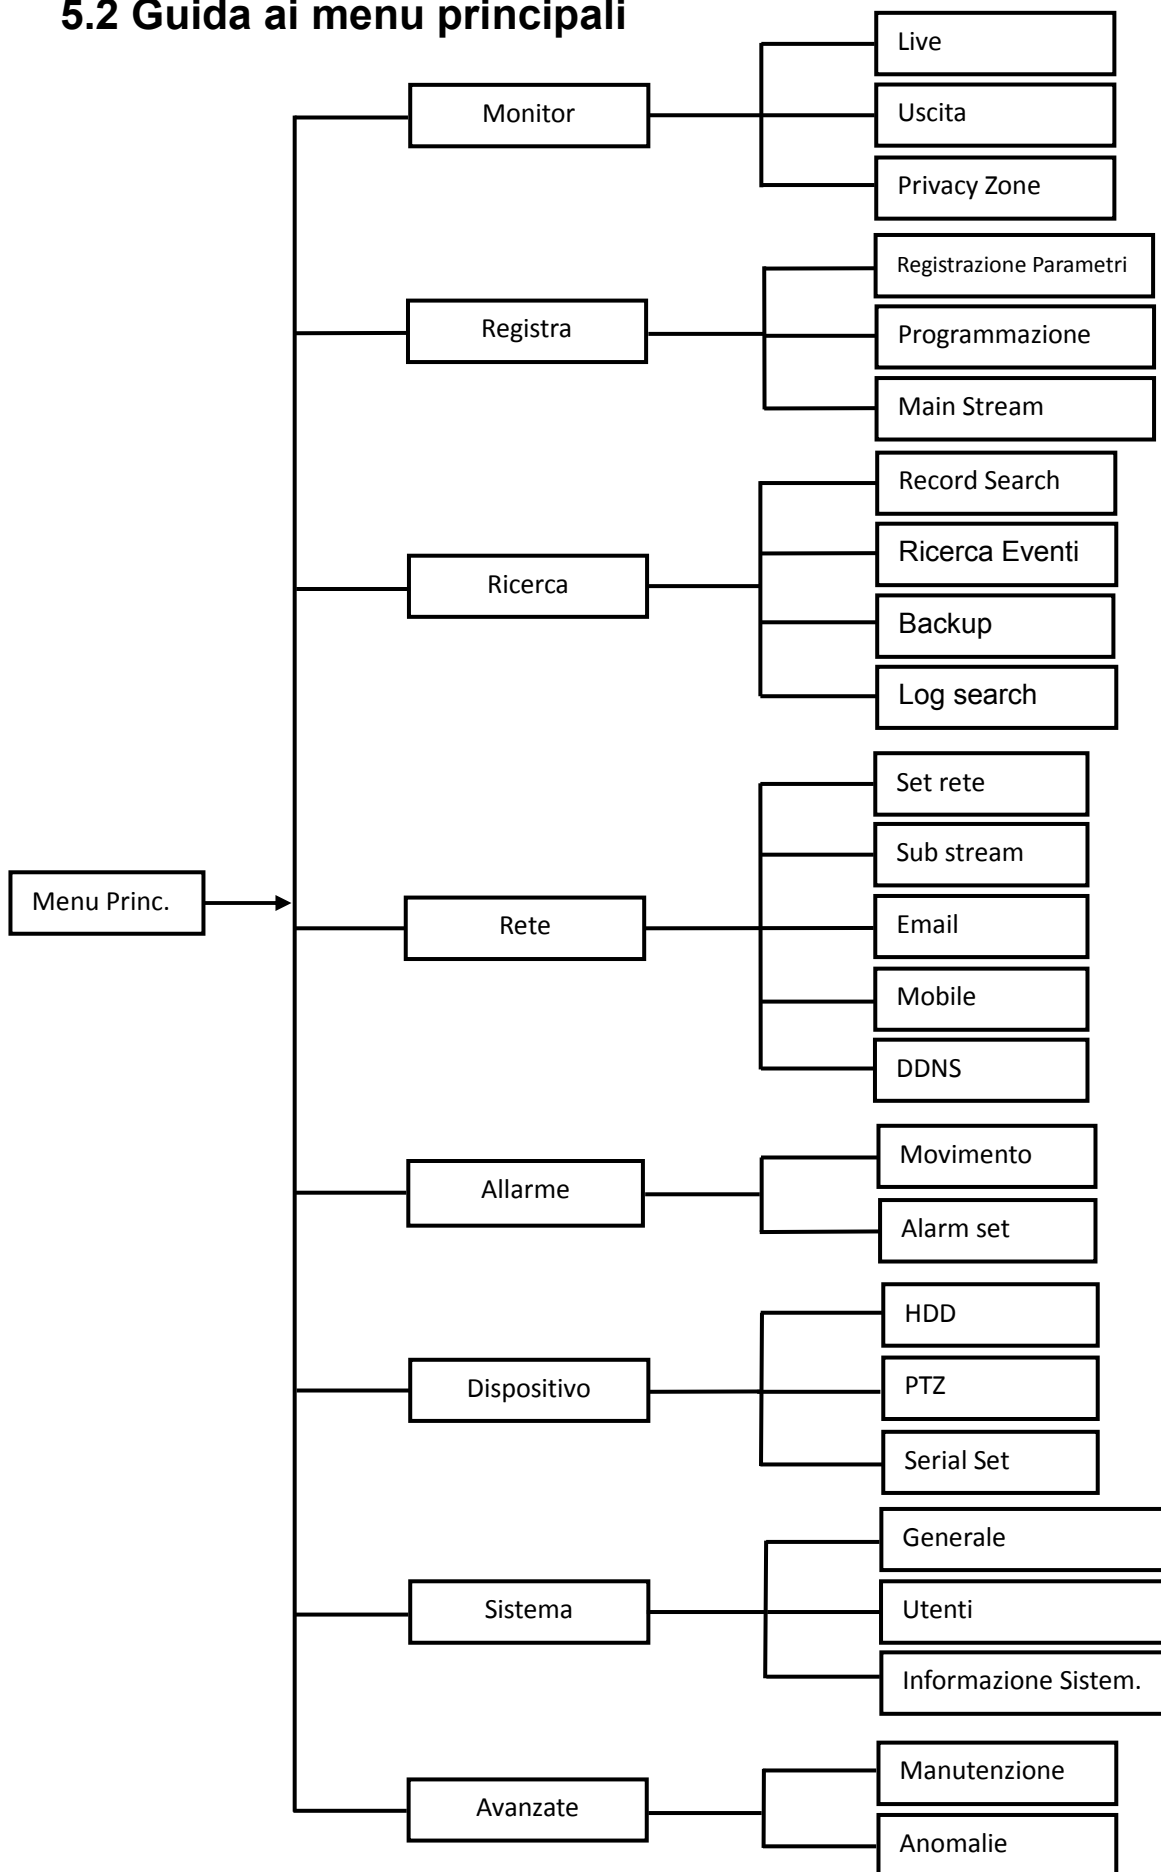 5.2 Guida ai menu principali
Menu Princ.
Monitor
Live
Uscita
Privacy Zone
Registra
Registrazione Parametri
Programmazione
Main Stream
Ricerca
Record Search
Ricerca Eventi
Backup
Log search
Rete
Set rete
Sub stream
Email
Mobile
DDNS
Allarme
Movimento
Alarm set
Dispositivo
HDD
PTZ
Serial Set
Sistema
Generale
Utenti
Informazione Sistem.
Avanzate
Manutenzione
Anomalie